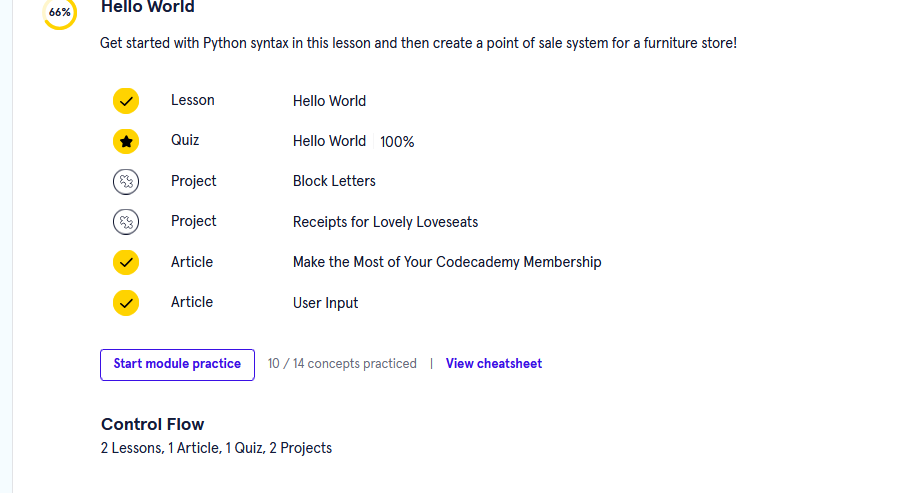 66%
Hello World
Get started with Python syntax in this lesson and then create a point of sale system for a furniture store!
Lesson Hello World
Quiz Hello World 100%
Project Block Letters
Project Receipts for Lovely Loveseats
Article Make the Most of Your Codecademy Membership
Article User Input
Start module practice 10 / 14 concepts practiced | View cheatsheet
Control Flow
2 Lessons, 1 Article, 1 Quiz, 2 Projects